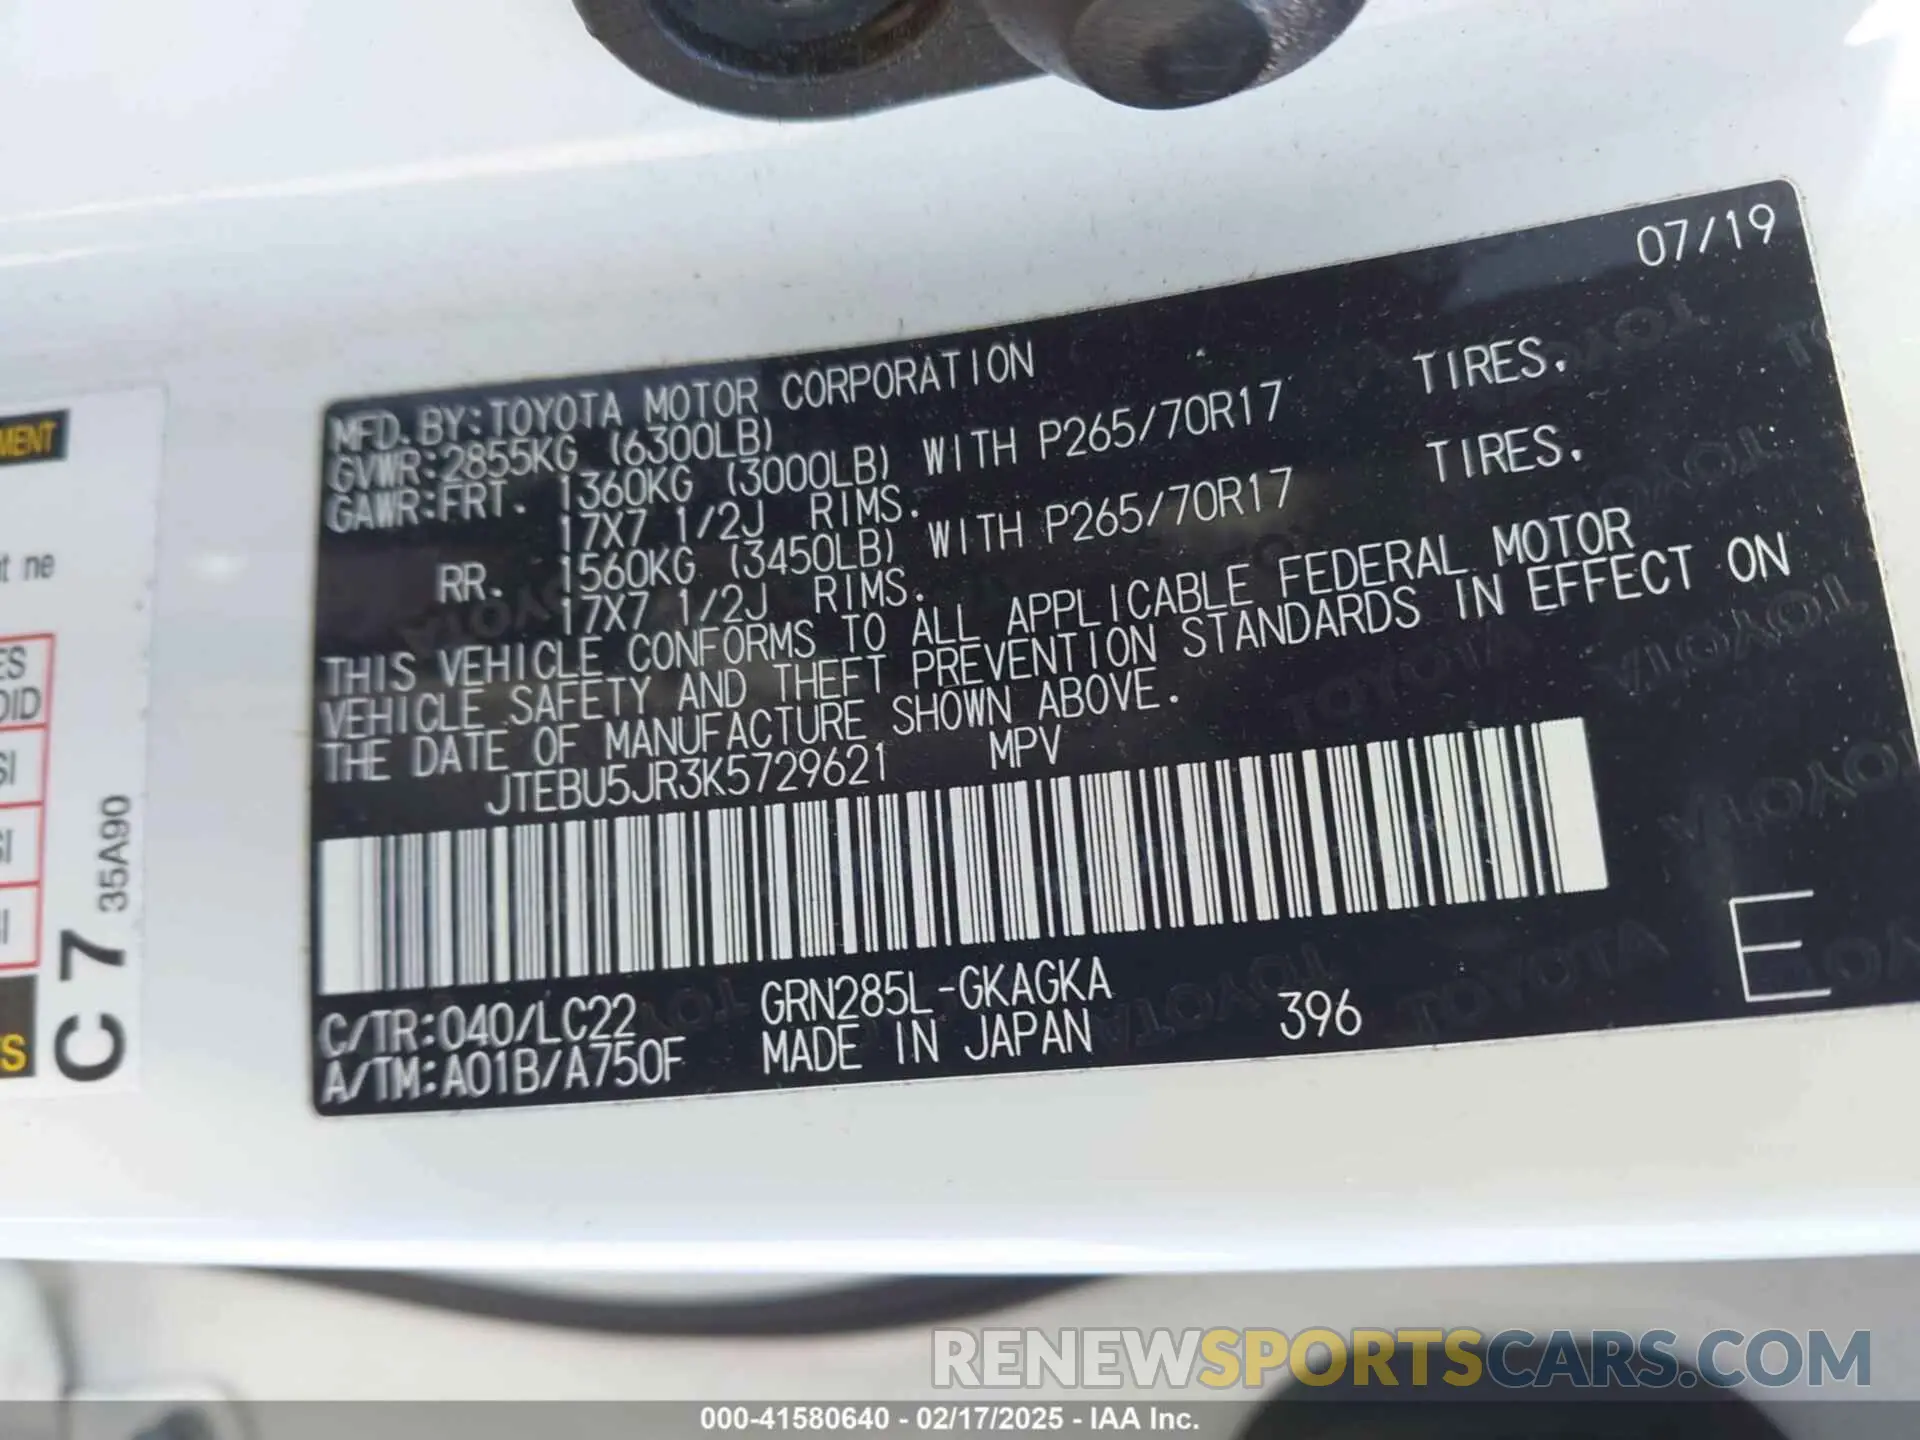 07/19
MFD. BY:TOYOTA MOTOR CORPORATION
GVWR:2855KG (6300LB)
GAWR:FRT. 1360KG (3000LB) WITH P265/70R17 TIRES.
17X7 1/2J RIMS.
RR. 1560KG (3450LB) WITH P265/70R17 TIRES.
17X7 1/2J RIMS.
THIS VEHICLE CONFORMS TO ALL APPLICABLE FEDERAL MOTOR
VEHICLE SAFETY AND THEFT PREVENTION STANDARDS IN EFFECT ON
THE DATE OF MANUFACTURE SHOWN ABOVE.
JTEBU5JR3K5729621 MPV
C/TR:040/LC22 GRN285L-GKAGKA
A/TM:A01B/A750F MADE IN JAPAN 396 E
C7 35A90
RENEWSPORTSCARS.COM
000-41580640 - 02/17/2025 - IAA Inc.